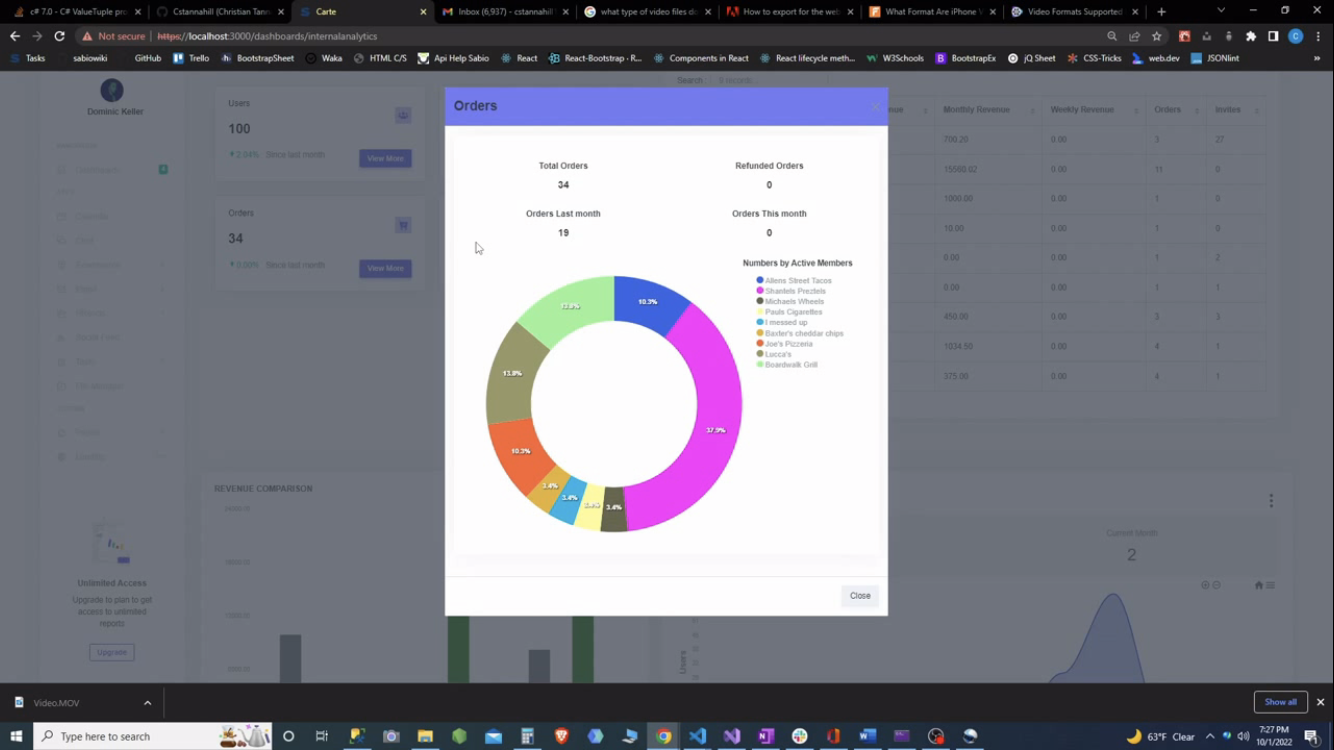 c# 7.0 - C# ValueTuple pro
Cstannahill (Christian Tann
Carte
Inbox (6,937) - cstannahill
what type of video files do
How to export for the web
What Format Are iPhone V
Video Formats Supported
Not secure | https://localhost:3000/dashboards/internalanalytics
Tasks
sabiowiki
GitHub
Trello
BootstrapSheet
Waka
HTML C/S
Api Help Sabio
React
React-Bootstrap · R...
Components in React
React lifecycle meth...
W3Schools
BootstrapEx
jQ Sheet
CSS-Tricks
web.dev
JSONlint
Dominic Keller
Users
100
2.04% Since last month
View More
Orders
34
0.00% Since last month
View More
Unlimited Access
Upgrade to plan to get
access to unlimited
reports
Upgrade
Orders
Total Orders
34
Refunded Orders
0
Orders Last month
19
Orders This month
0
Numbers by Active Members
Allens Street Tacos
Shantels Preztels
Michaels Wheels
Pauls Cigarettes
I messed up
Baxter's cheddar chips
Joe's Pizzeria
Lucca's
Boardwalk Grill
10.3%
37.9%
3.4%
3.4%
3.4%
3.4%
10.3%
13.8%
13.8%
Close
Search
Monthly Revenue Weekly Revenue Orders Invites
700.20 0.00 3 27
15560.02 0.00 11 0
1000.00 0.00 1 0
10.00 0.00 1 0
0.00 0.00 1 2
0.00 0.00 1 0
450.00 0.00 3 3
1034.50 0.00 4 1
375.00 0.00 4 1
REVENUE COMPARISON
Current Month
2
Users
Video.MOV
Show all
Type here to search
63°F Clear
7:27 PM
10/1/2022